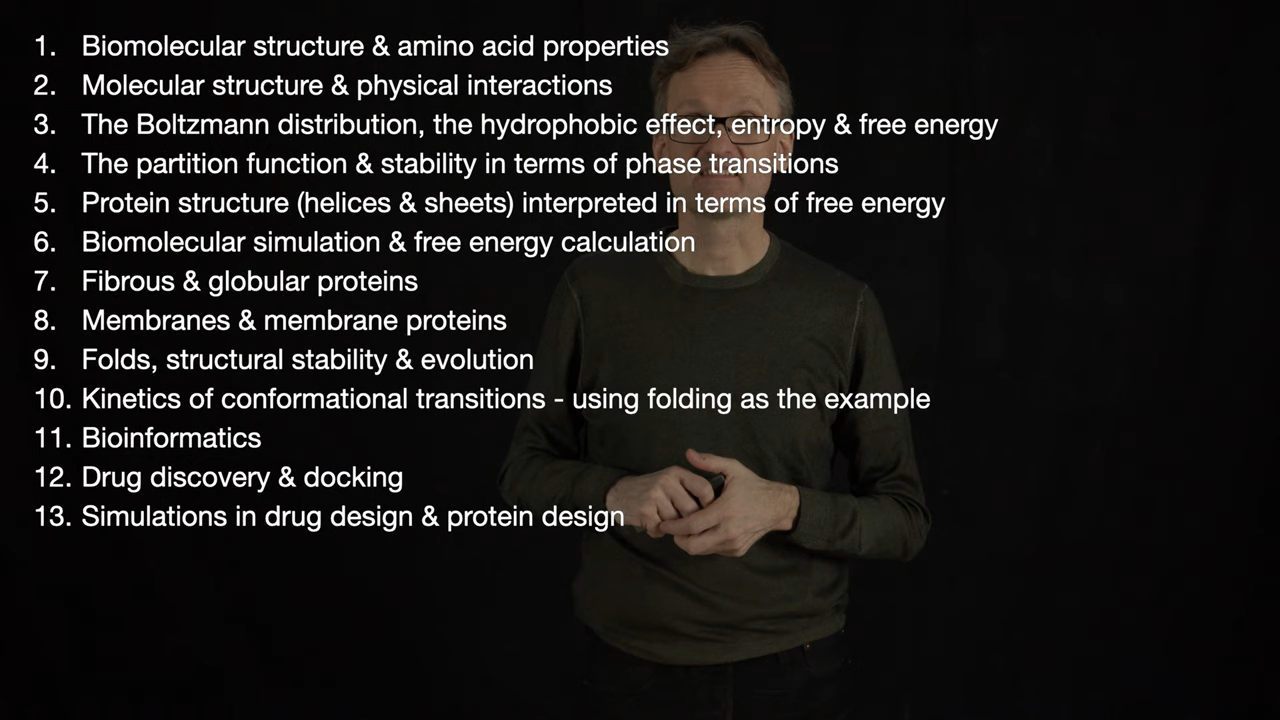 1. Biomolecular structure & amino acid properties
2. Molecular structure & physical interactions
3. The Boltzmann distribution, the hydrophobic effect, entropy & free energy
4. The partition function & stability in terms of phase transitions
5. Protein structure (helices & sheets) interpreted in terms of free energy
6. Biomolecular simulation & free energy calculation
7. Fibrous & globular proteins
8. Membranes & membrane proteins
9. Folds, structural stability & evolution
10. Kinetics of conformational transitions - using folding as the example
11. Bioinformatics
12. Drug discovery & docking
13. Simulations in drug design & protein design